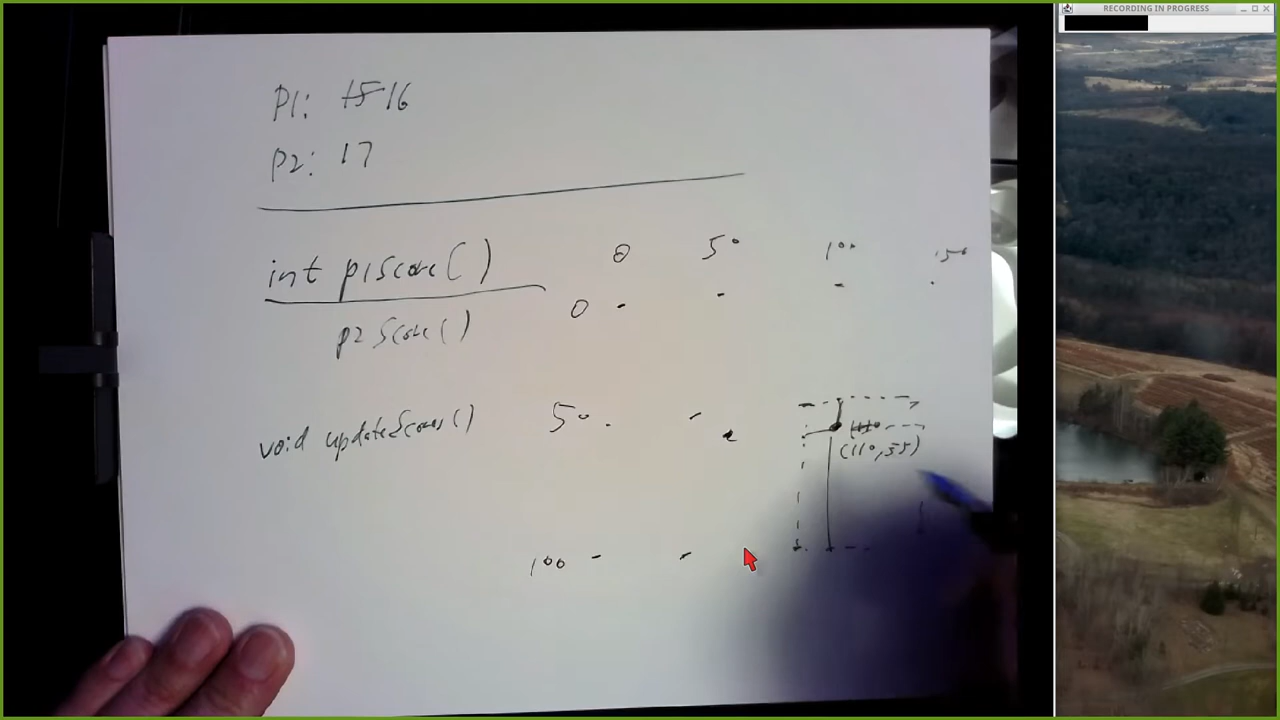 RECORDING IN PROGRESS
P1: 15 16
P2: 17
int p1Score()
p2Score()
0 50 100 150
0
void updateScores()
50
(110,55)
100